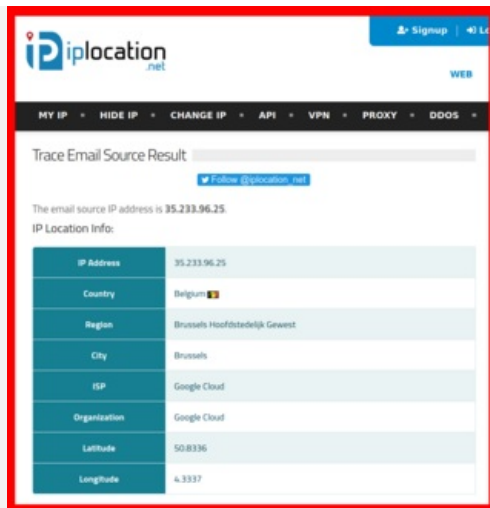 Signup | Lo
iplocation
.net
WEB
MY IP HIDE IP CHANGE IP API VPN PROXY DDOS
Trace Email Source Result
Follow @iplocation_net
The email source IP address is 35.233.96.25.
IP Location Info:
IP Address 35.233.96.25
Country Belgium
Region Brussels Hoofdstedelijk Gewest
City Brussels
ISP Google Cloud
Organization Google Cloud
Latitude 50.8336
Longitude 4.3337